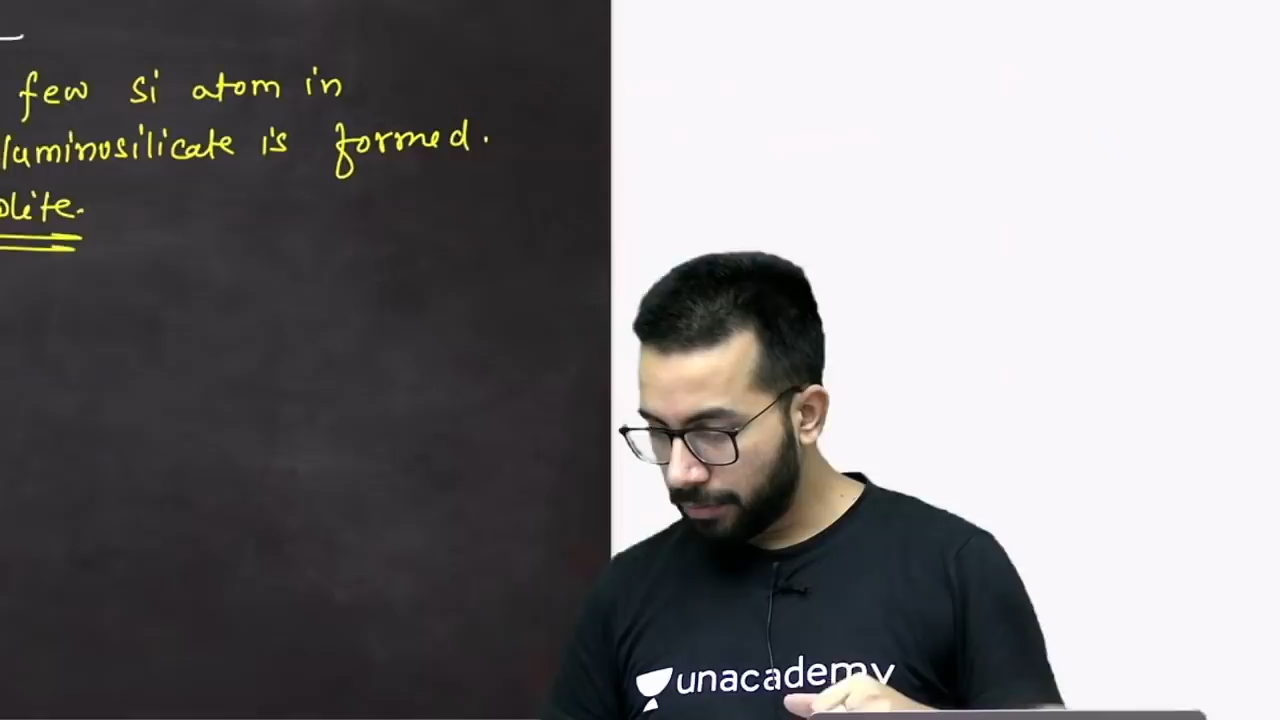 few si atom in
luminosilicate is formed.
olite.
unacademy